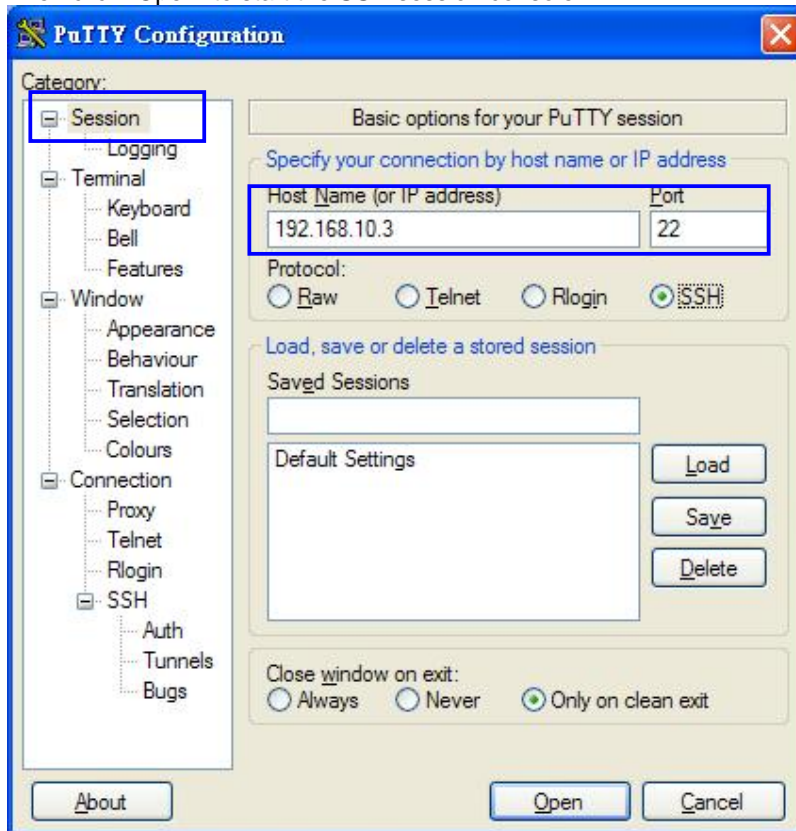 PuTTY Configuration
Category:
Session
Logging
Terminal
Keyboard
Bell
Features
Window
Appearance
Behaviour
Translation
Selection
Colours
Connection
Proxy
Telnet
Rlogin
SSH
Auth
Tunnels
Bugs
Basic options for your PuTTY session
Specify your connection by host name or IP address
Host Name (or IP address) Port
192.168.10.3 22
Protocol:
Raw Telnet Rlogin SSH
Load, save or delete a stored session
Saved Sessions
Default Settings
Load
Save
Delete
Close window on exit:
Always Never Only on clean exit
About Open Cancel